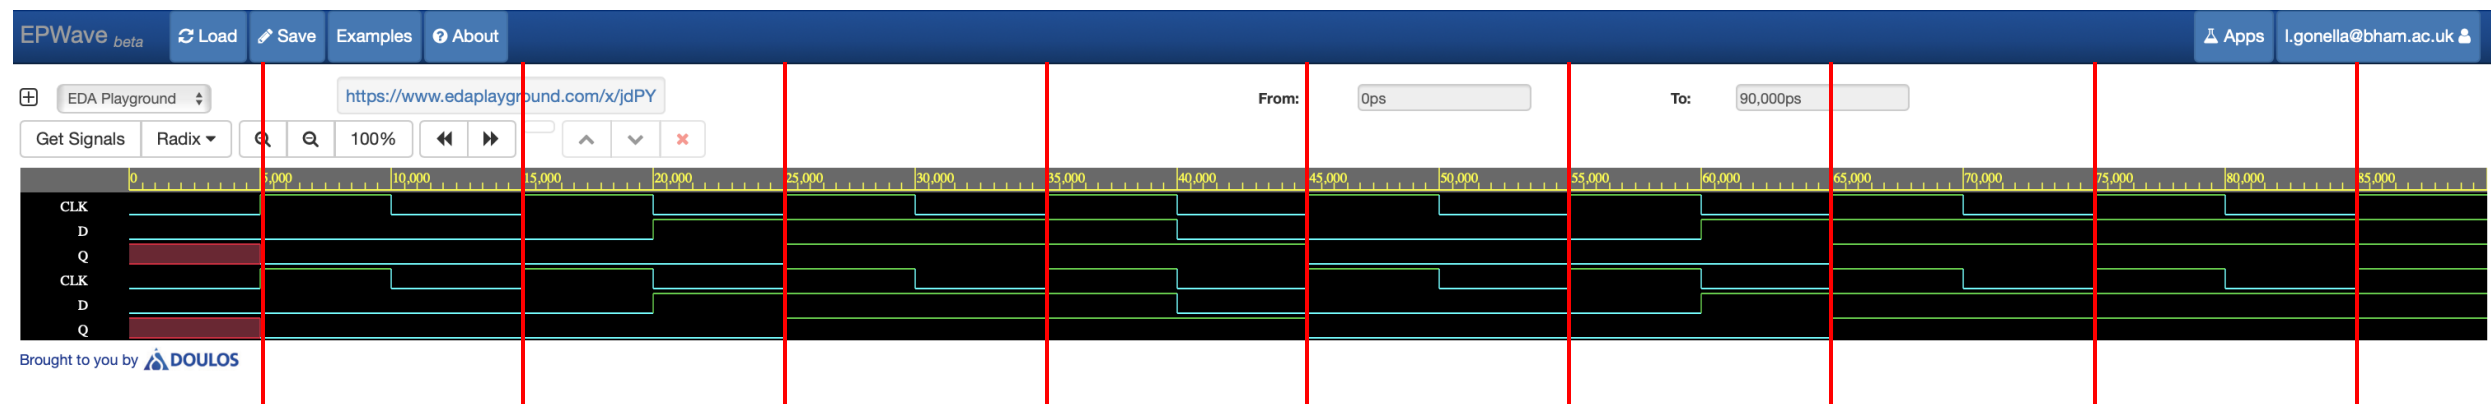 EPWave beta Load Save Examples About Apps l.gonella@bham.ac.uk
EDA Playground https://www.edaplayground.com/x/jdPY From: 0ps To: 90,000ps
Get Signals Radix 100%
0 5,000 10,000 15,000 20,000 25,000 30,000 35,000 40,000 45,000 50,000 55,000 60,000 65,000 70,000 75,000 80,000 85,000
CLK
D
Q
CLK
D
Q
Brought to you by DOULOS